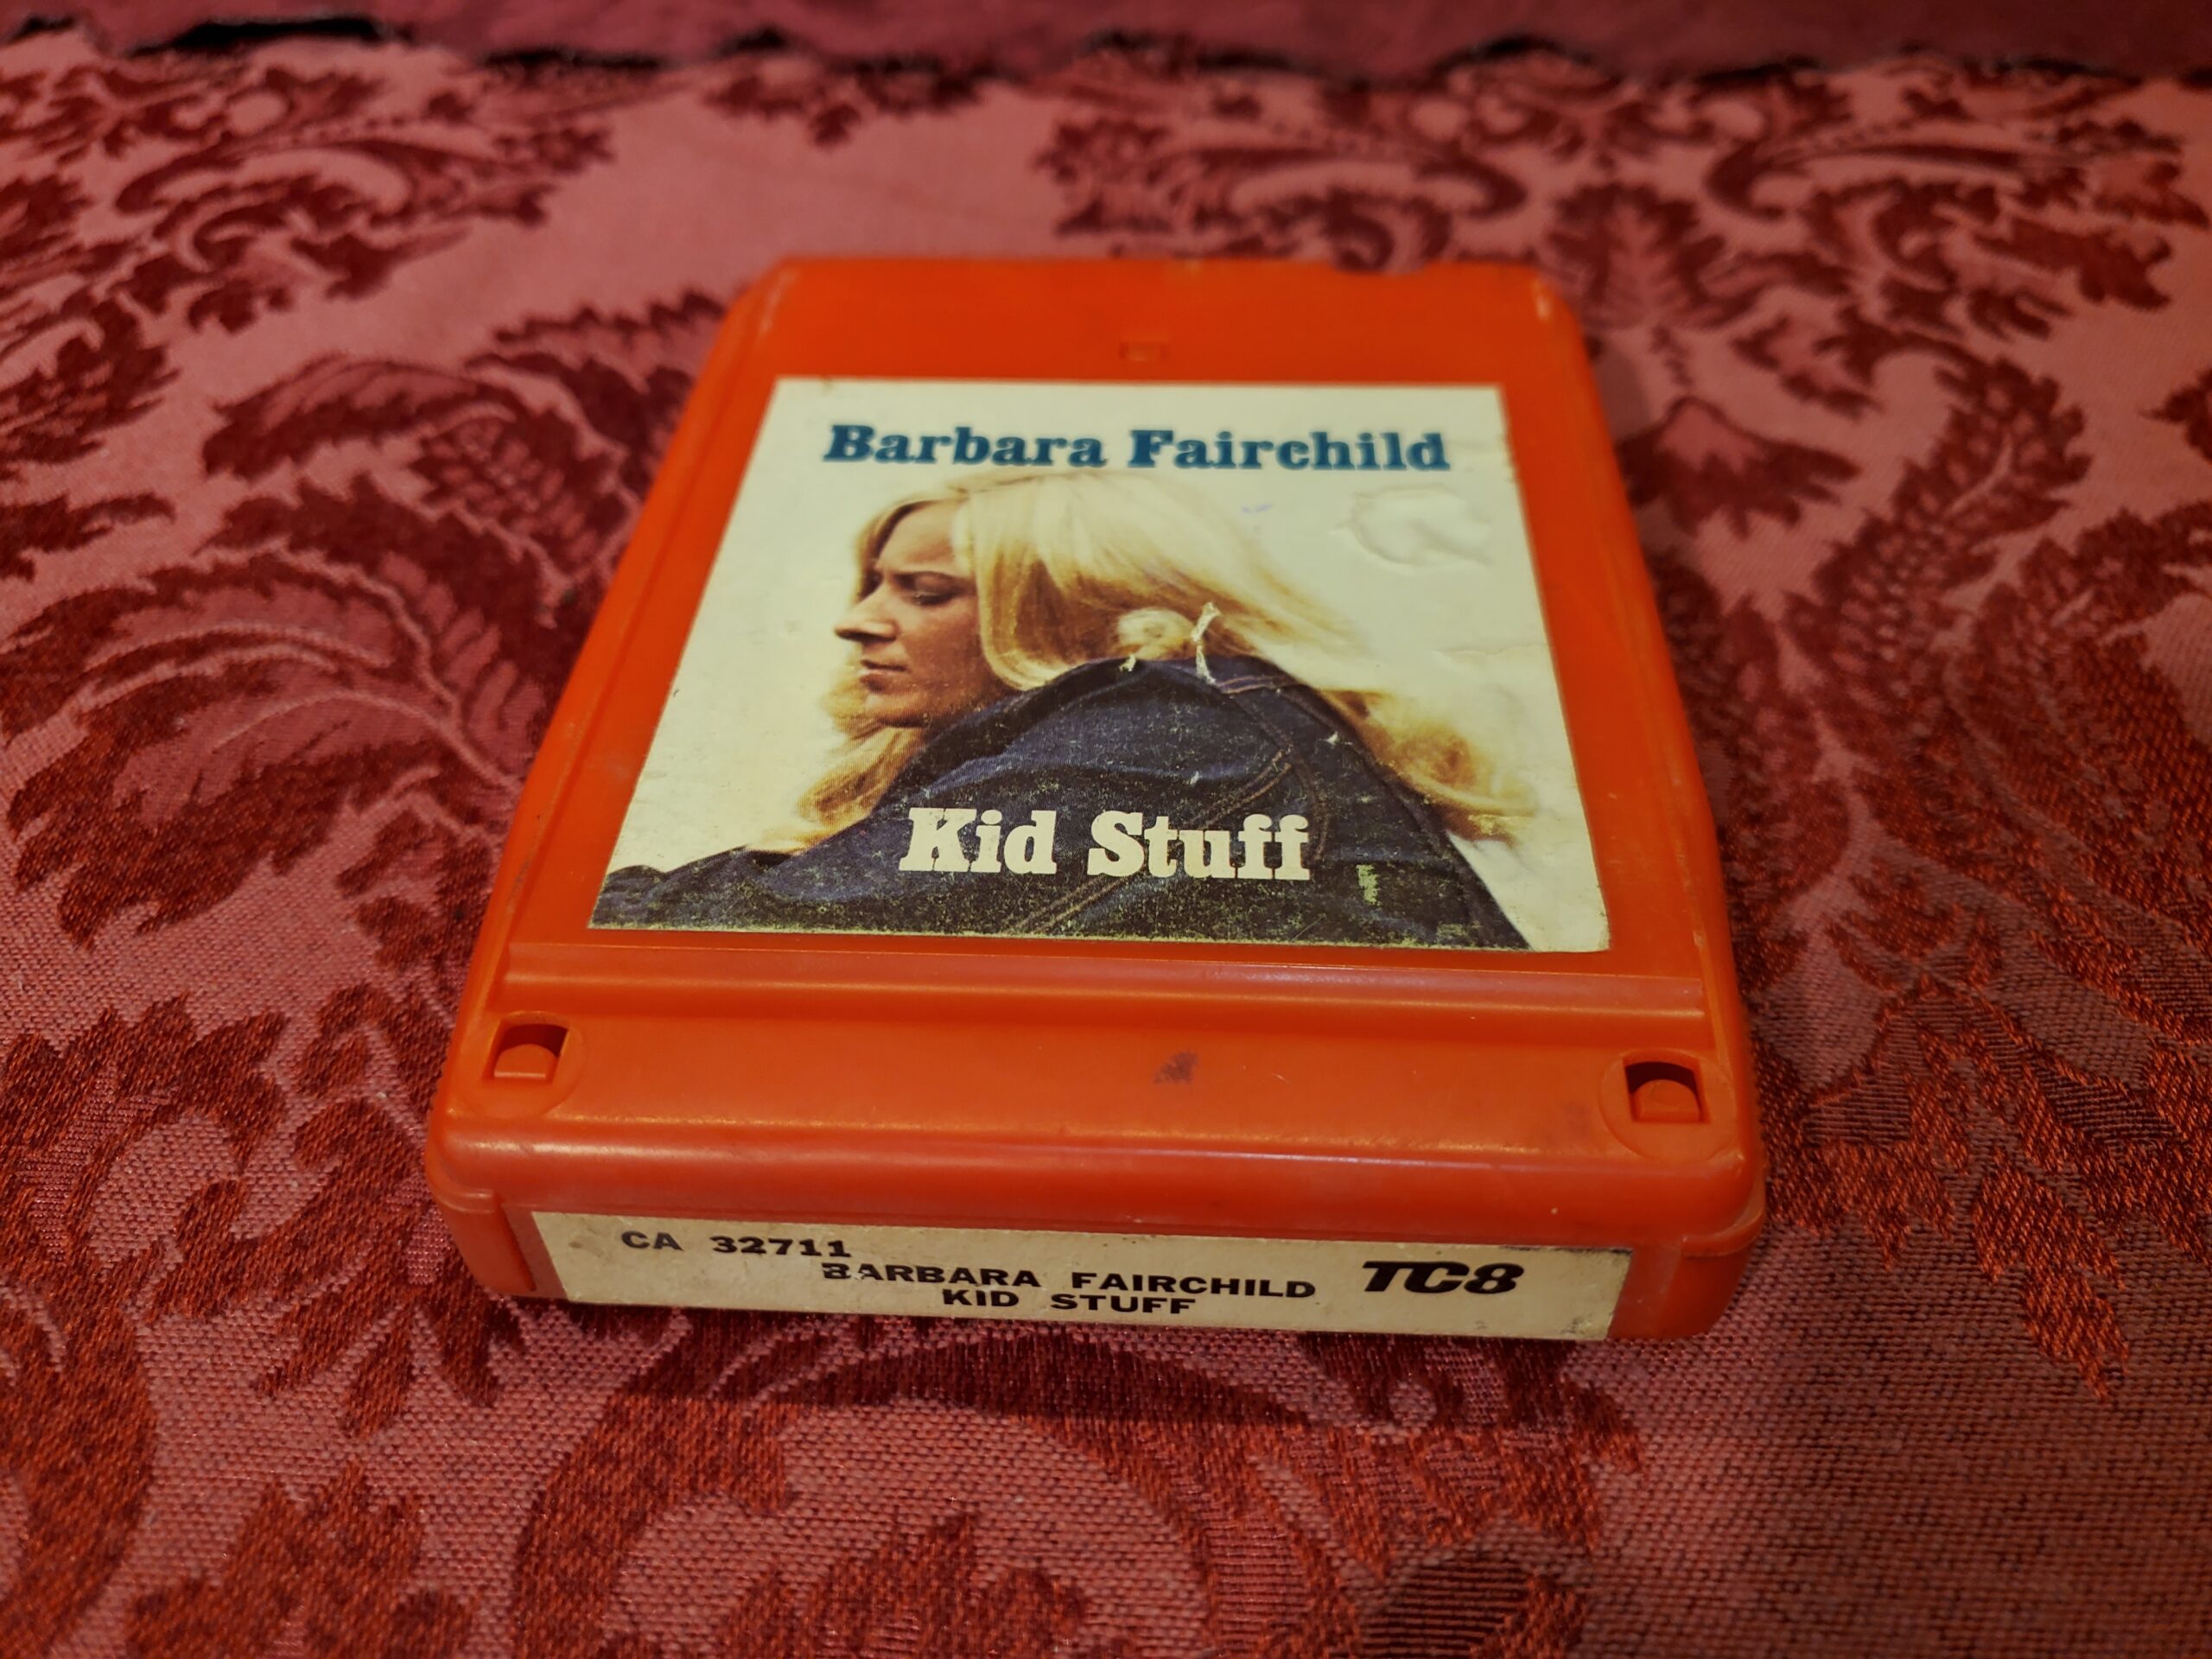 Barbara Fairchild
Kid Stuff
CA 32711
BARBARA FAIRCHILD
KID STUFF
TC8